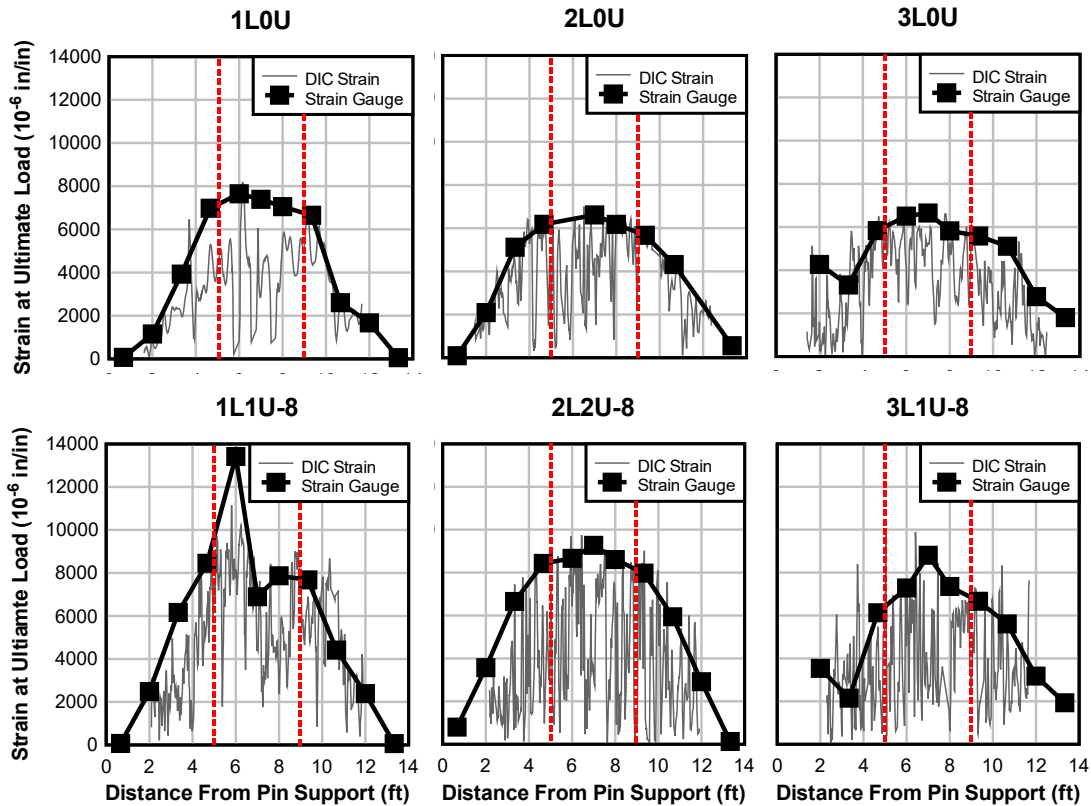 1L0U 2L0U 3L0U
Strain at Ultimate Load (10⁻⁶ in/in)
14000
12000
10000
8000
6000
4000
2000
0
DIC Strain
Strain Gauge
DIC Strain
Strain Gauge
DIC Strain
Strain Gauge
1L1U-8 2L2U-8 3L1U-8
Strain at Ultiamte Load (10⁻⁶ in/in)
14000
12000
10000
8000
6000
4000
2000
0
DIC Strain
Strain Gauge
DIC Strain
Strain Gauge
DIC Strain
Strain Gauge
0 2 4 6 8 10 12 14
0 2 4 6 8 10 12 14
0 2 4 6 8 10 12 14
Distance From Pin Support (ft) Distance From Pin Support (ft) Distance From Pin Support (ft)